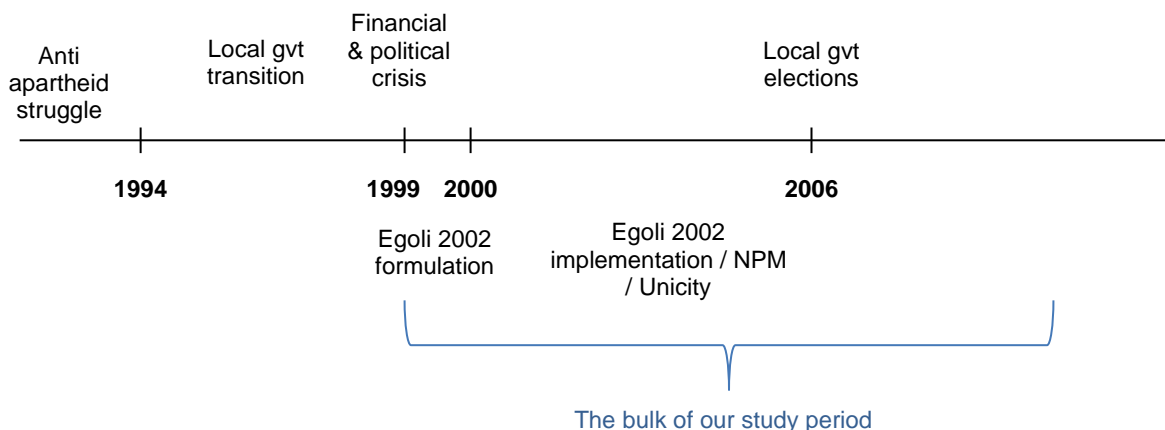 Anti
apartheid
struggle
Local gvt
transition
Financial
& political
crisis
Local gvt
elections
1994
1999
2000
2006
Egoli 2002
formulation
Egoli 2002
implementation / NPM
/ Unicity
The bulk of our study period